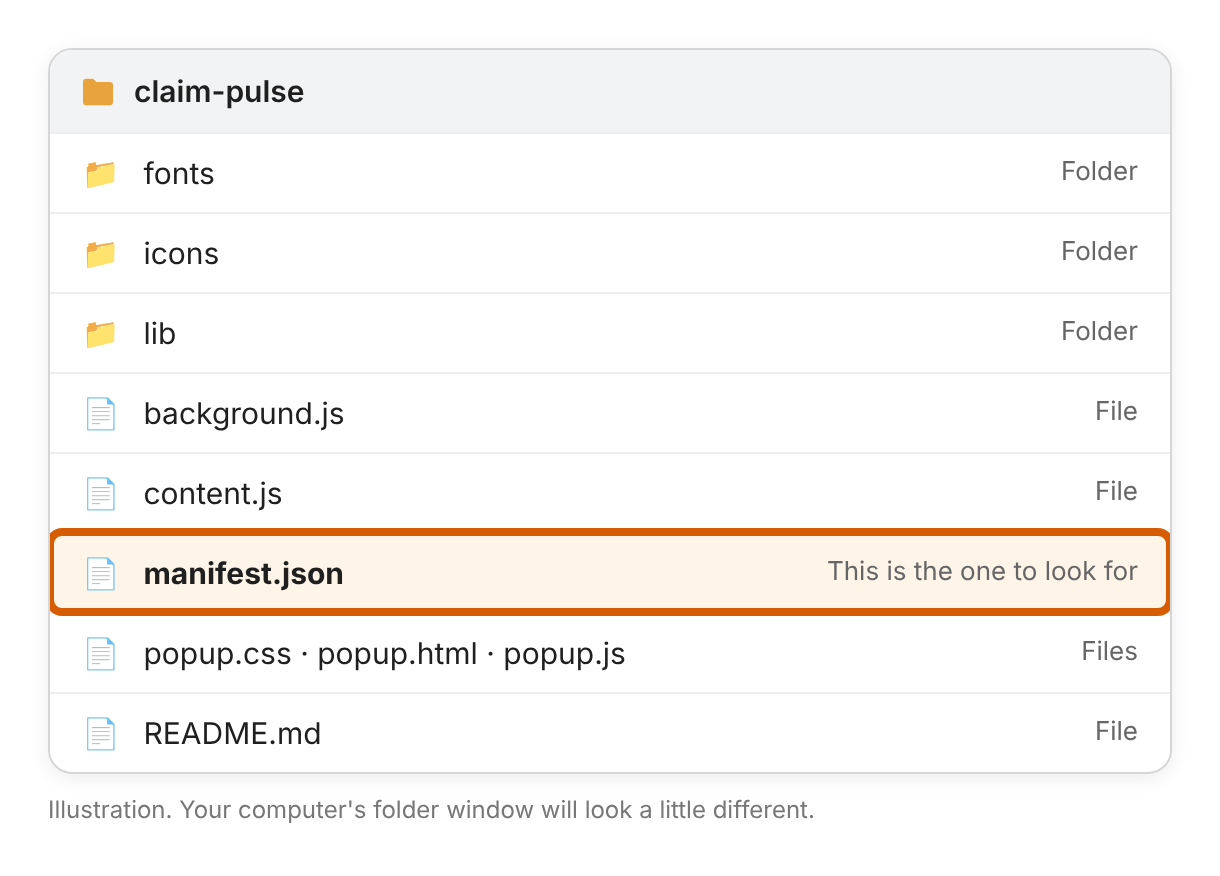 claim-pulse
fonts Folder
icons Folder
lib Folder
background.js File
content.js File
manifest.json This is the one to look for
popup.css · popup.html · popup.js Files
README.md File
Illustration. Your computer's folder window will look a little different.